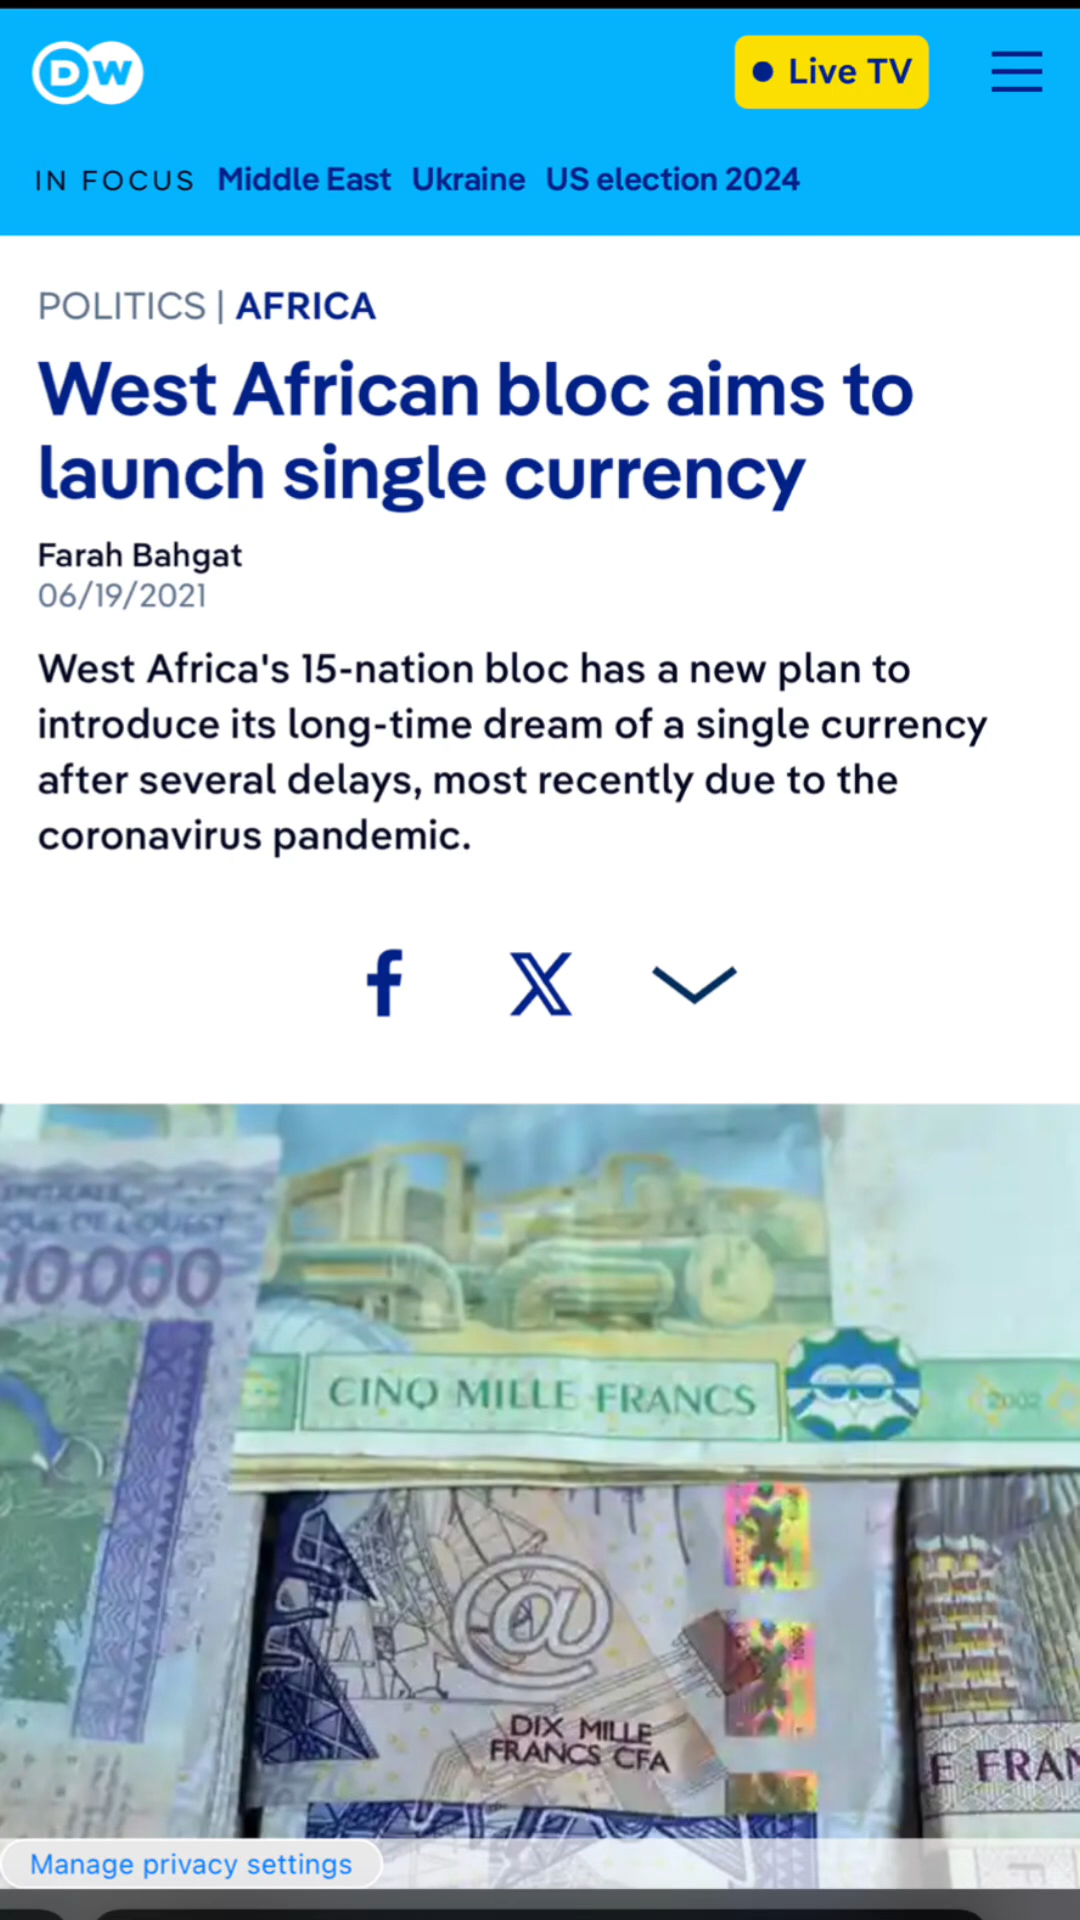 DW
Live TV
IN FOCUS Middle East Ukraine US election 2024
POLITICS | AFRICA
West African bloc aims to
launch single currency
Farah Bahgat
06/19/2021
West Africa's 15-nation bloc has a new plan to
introduce its long-time dream of a single currency
after several delays, most recently due to the
coronavirus pandemic.
f X
10000
CINQ MILLE FRANCS
2002
@
DIX MILLE
FRANCS CFA
E FRAN
Manage privacy settings